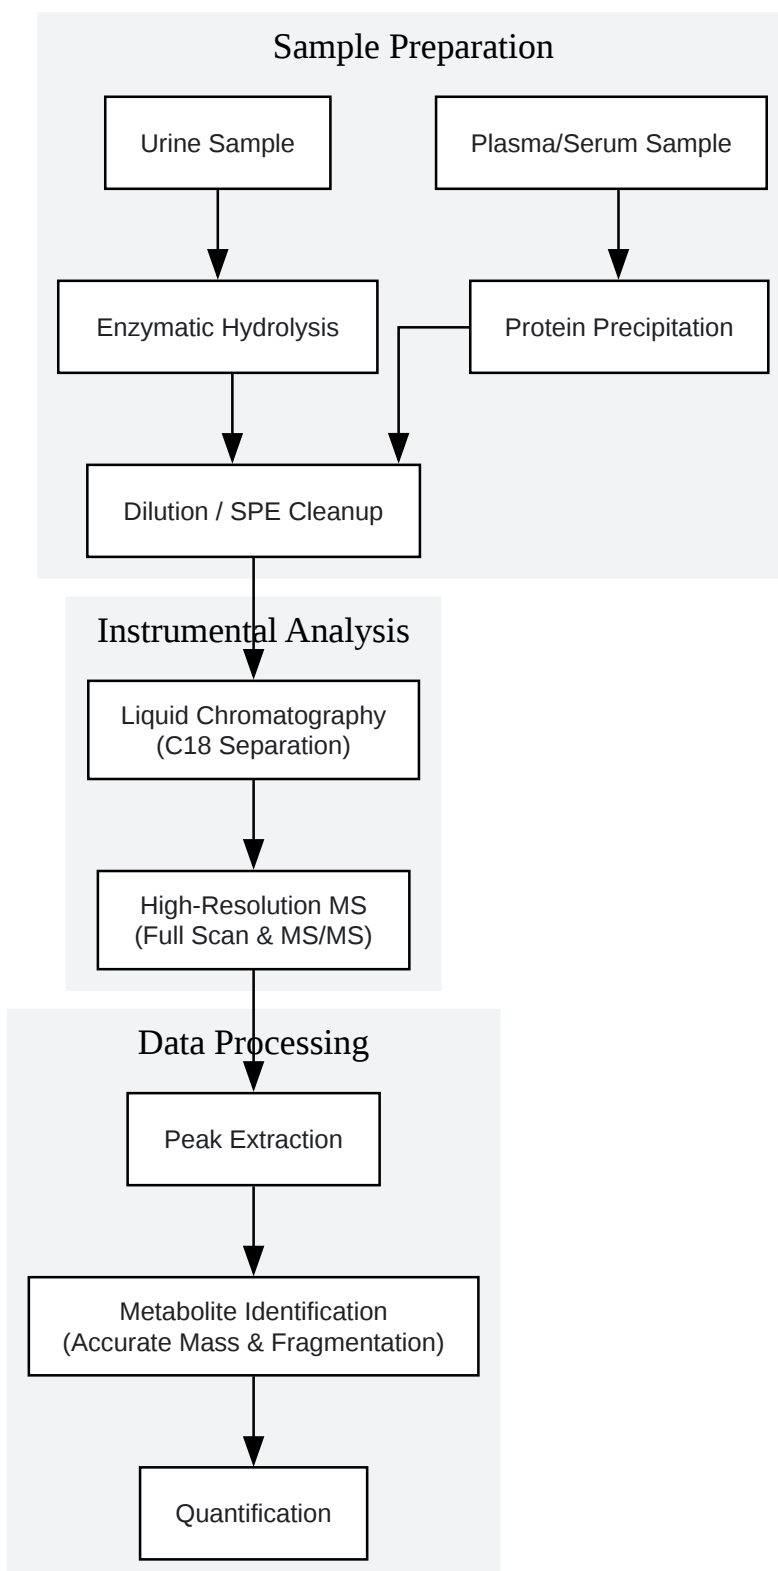 Sample Preparation
Urine Sample
Plasma/Serum Sample
Enzymatic Hydrolysis
Protein Precipitation
Dilution / SPE Cleanup
Instrumental Analysis
Liquid Chromatography
(C18 Separation)
High-Resolution MS
(Full Scan & MS/MS)
Data Processing
Peak Extraction
Metabolite Identification
(Accurate Mass & Fragmentation)
Quantification